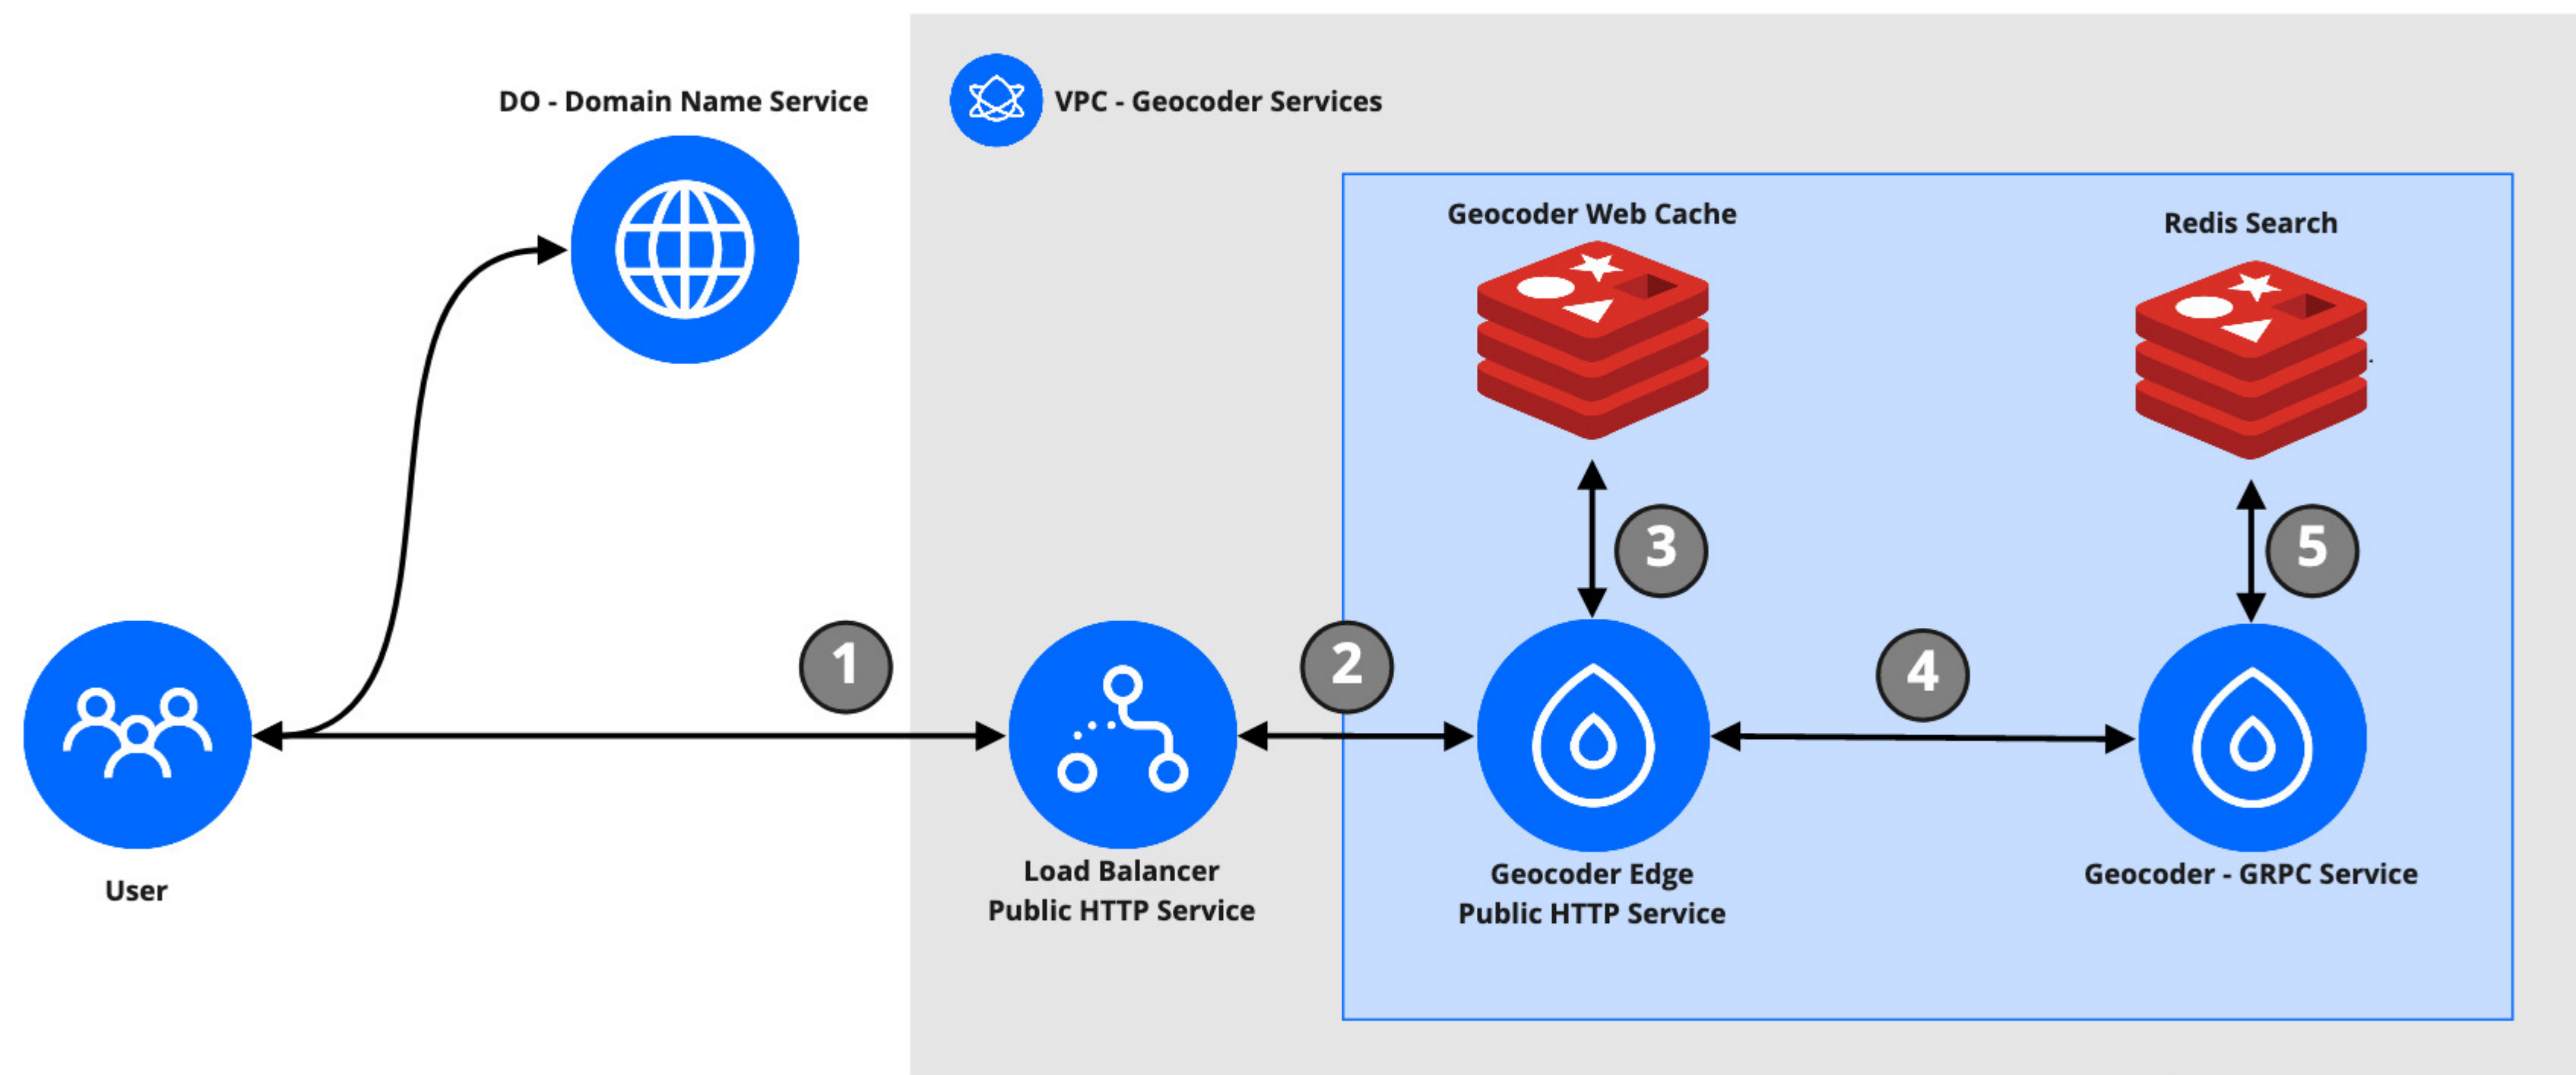 DO - Domain Name Service
VPC - Geocoder Services
Geocoder Web Cache
Redis Search
3
5
1
2
4
User
Load Balancer
Public HTTP Service
Geocoder Edge
Public HTTP Service
Geocoder - GRPC Service